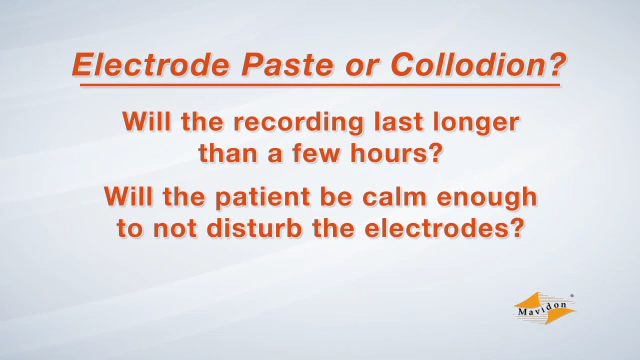 Electrode Paste or Collodion?
Will the recording last longer
than a few hours?
Will the patient be calm enough
to not disturb the electrodes?
Mavidon